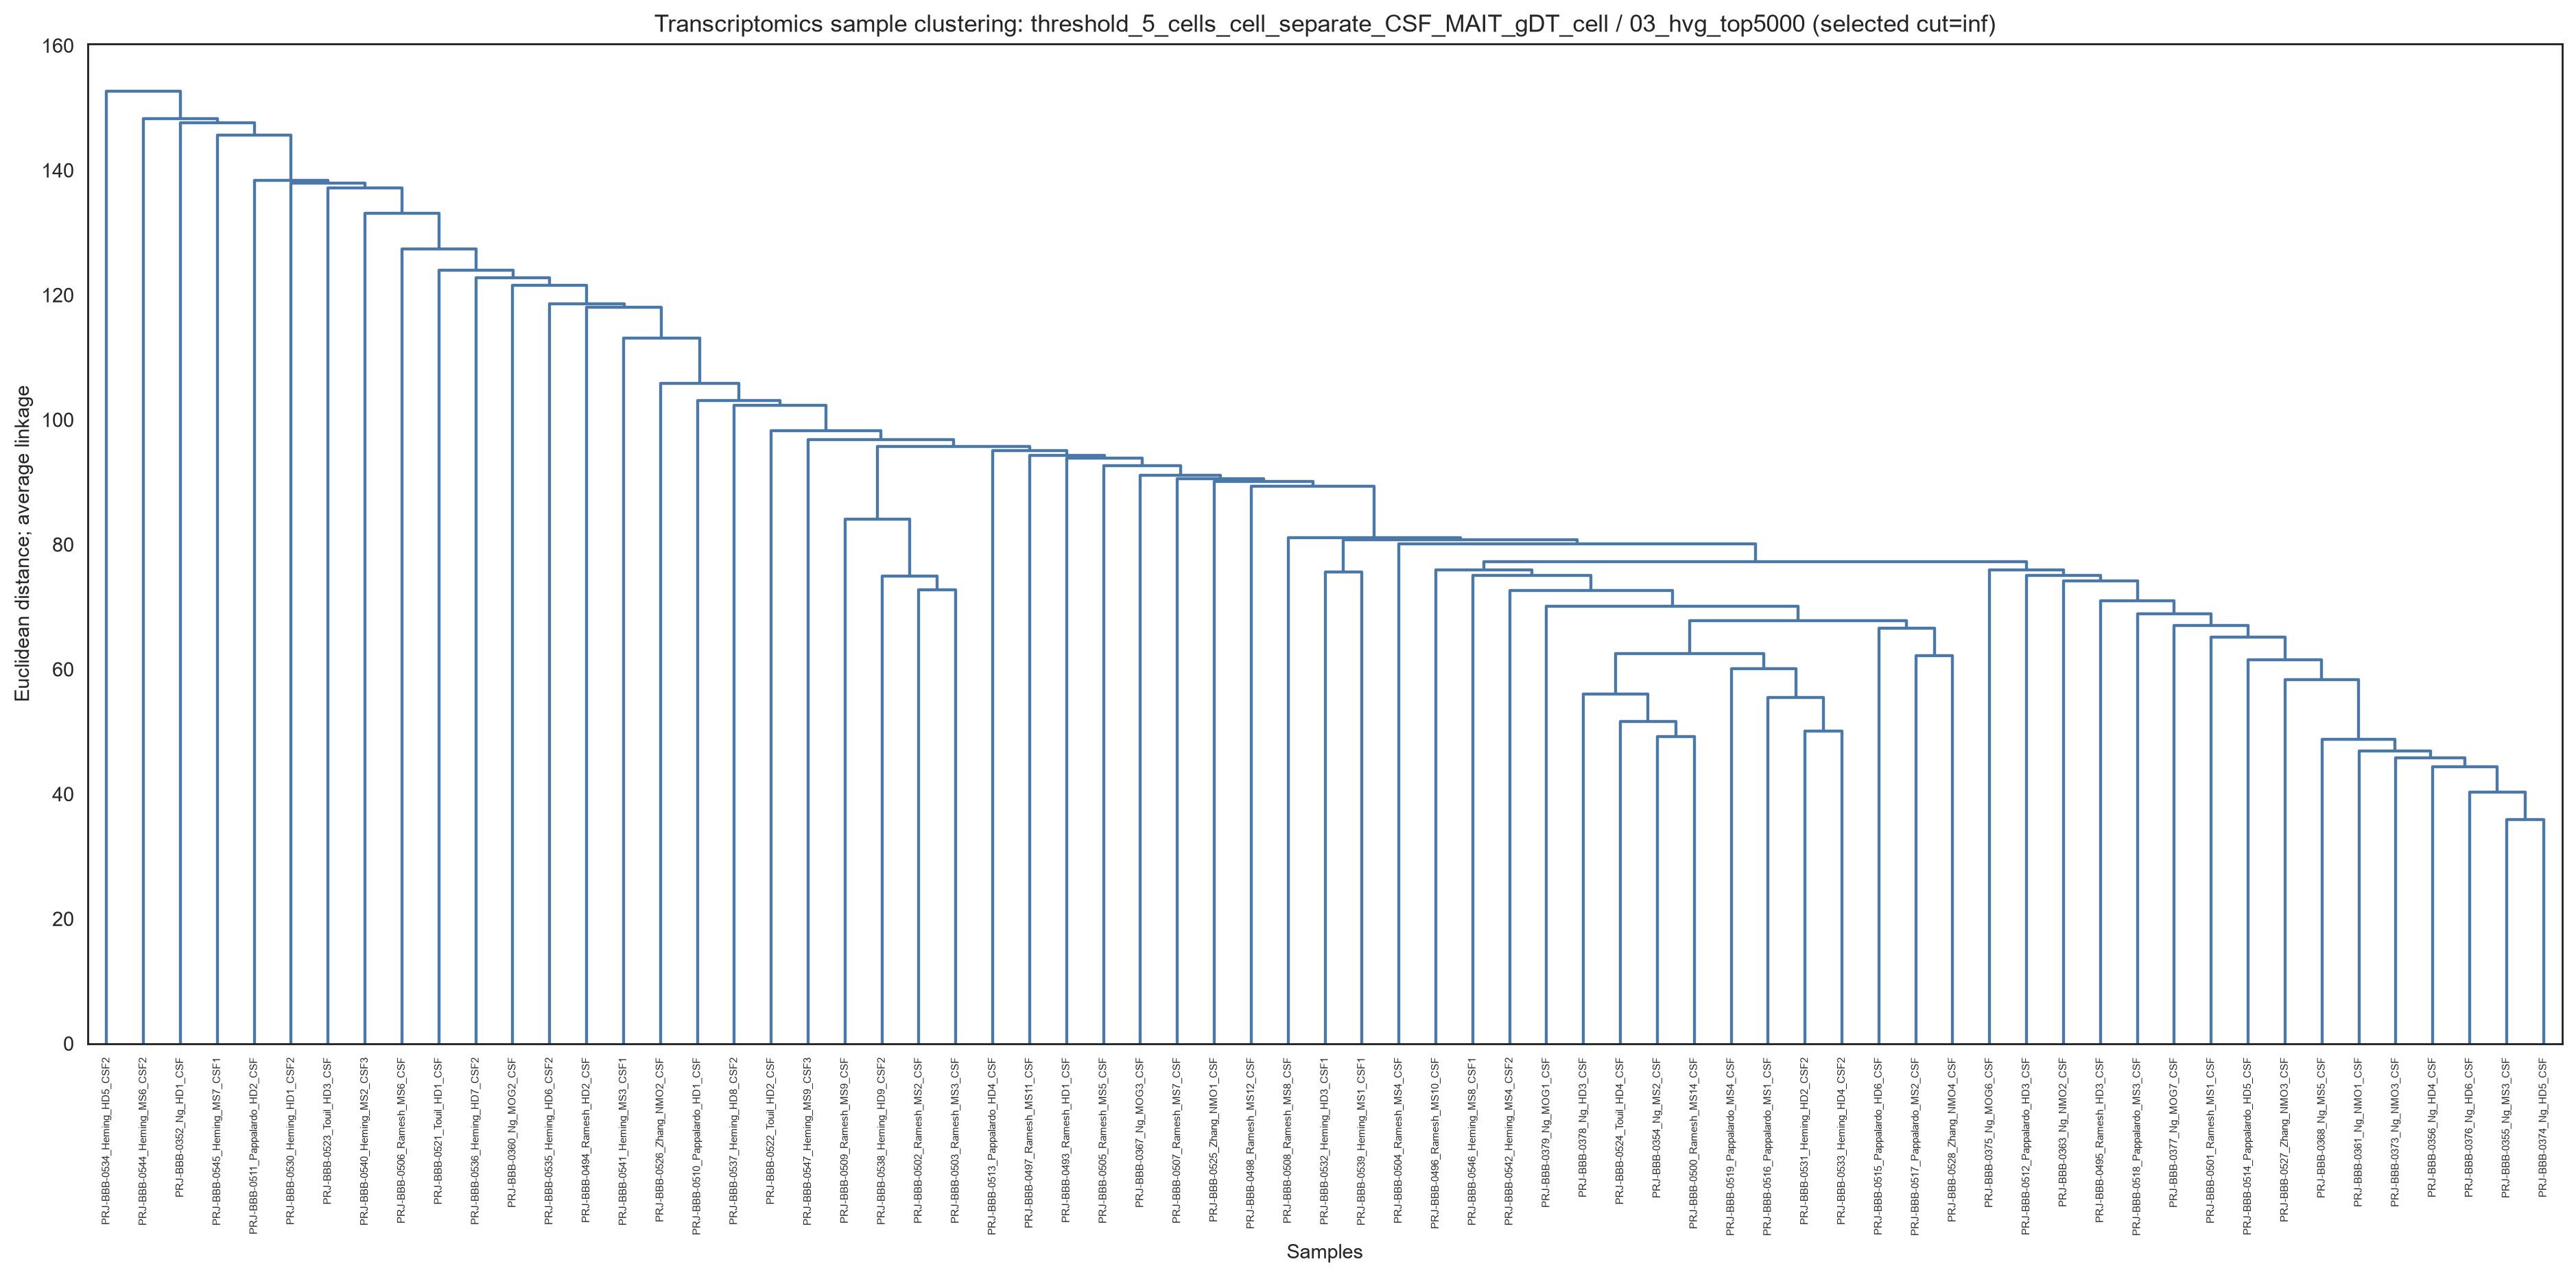 Transcriptomics sample clustering: threshold_5_cells_cell_separate_CSF_MAIT_gDT_cell / 03_hvg_top5000 (selected cut=inf)
Euclidean distance; average linkage
160
140
120
100
80
60
40
20
0
PRJ-BBB-0534_Heming_HD5_CSF2
PRJ-BBB-0544_Heming_MS6_CSF2
PRJ-BBB-0352_Ng_HD1_CSF
PRJ-BBB-0545_Heming_MS7_CSF1
PRJ-BBB-0511_Pappalardo_HD2_CSF
PRJ-BBB-0530_Heming_HD1_CSF2
PRJ-BBB-0523_Touil_HD3_CSF
PRJ-BBB-0540_Heming_MS2_CSF3
PRJ-BBB-0506_Ramesh_MS6_CSF
PRJ-BBB-0521_Touil_HD1_CSF
PRJ-BBB-0536_Heming_HD7_CSF2
PRJ-BBB-0360_Ng_MOG2_CSF
PRJ-BBB-0535_Heming_HD6_CSF2
PRJ-BBB-0494_Ramesh_HD2_CSF
PRJ-BBB-0541_Heming_MS3_CSF1
PRJ-BBB-0526_Zhang_NMO2_CSF
PRJ-BBB-0510_Pappalardo_HD1_CSF
PRJ-BBB-0537_Heming_HD8_CSF2
PRJ-BBB-0522_Touil_HD2_CSF
PRJ-BBB-0547_Heming_MS9_CSF3
PRJ-BBB-0509_Ramesh_MS9_CSF
PRJ-BBB-0538_Heming_HD9_CSF2
PRJ-BBB-0502_Ramesh_MS2_CSF
PRJ-BBB-0503_Ramesh_MS3_CSF
PRJ-BBB-0513_Pappalardo_HD4_CSF
PRJ-BBB-0497_Ramesh_MS11_CSF
PRJ-BBB-0493_Ramesh_HD1_CSF
PRJ-BBB-0505_Ramesh_MS5_CSF
PRJ-BBB-0367_Ng_MOG3_CSF
PRJ-BBB-0507_Ramesh_MS7_CSF
PRJ-BBB-0525_Zhang_NMO1_CSF
PRJ-BBB-0498_Ramesh_MS12_CSF
PRJ-BBB-0508_Ramesh_MS8_CSF
PRJ-BBB-0532_Heming_HD3_CSF1
PRJ-BBB-0539_Heming_MS1_CSF1
PRJ-BBB-0504_Ramesh_MS4_CSF
PRJ-BBB-0496_Ramesh_MS10_CSF
PRJ-BBB-0546_Heming_MS8_CSF1
PRJ-BBB-0542_Heming_MS4_CSF2
PRJ-BBB-0379_Ng_MOG1_CSF
PRJ-BBB-0378_Ng_HD3_CSF
PRJ-BBB-0524_Touil_HD4_CSF
PRJ-BBB-0354_Ng_MS2_CSF
PRJ-BBB-0500_Ramesh_MS14_CSF
PRJ-BBB-0519_Pappalardo_MS4_CSF
PRJ-BBB-0516_Pappalardo_MS1_CSF
PRJ-BBB-0531_Heming_HD2_CSF2
PRJ-BBB-0533_Heming_HD4_CSF2
PRJ-BBB-0515_Pappalardo_HD6_CSF
PRJ-BBB-0517_Pappalardo_MS2_CSF
PRJ-BBB-0528_Zhang_NMO4_CSF
PRJ-BBB-0375_Ng_MOG6_CSF
PRJ-BBB-0512_Pappalardo_HD3_CSF
PRJ-BBB-0363_Ng_NMO2_CSF
PRJ-BBB-0495_Ramesh_HD3_CSF
PRJ-BBB-0518_Pappalardo_MS3_CSF
PRJ-BBB-0377_Ng_MOG7_CSF
PRJ-BBB-0501_Ramesh_MS1_CSF
PRJ-BBB-0514_Pappalardo_HD5_CSF
PRJ-BBB-0527_Zhang_NMO3_CSF
PRJ-BBB-0368_Ng_MS5_CSF
PRJ-BBB-0361_Ng_NMO1_CSF
PRJ-BBB-0373_Ng_NMO3_CSF
PRJ-BBB-0356_Ng_HD4_CSF
PRJ-BBB-0376_Ng_HD6_CSF
PRJ-BBB-0355_Ng_MS3_CSF
PRJ-BBB-0374_Ng_HD5_CSF
Samples